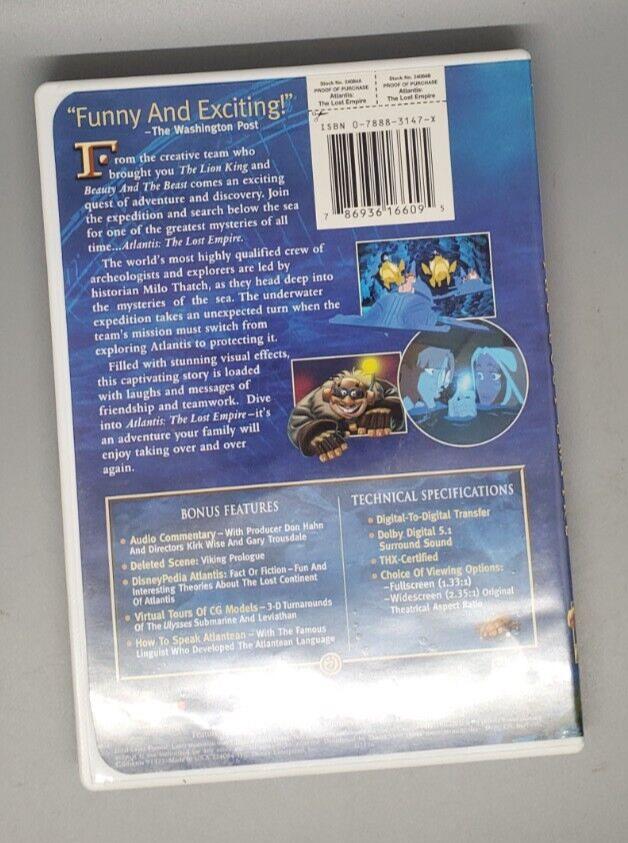 "Funny And Exciting!"
–The Washington Post
Stock No. 24084A
PROOF OF PURCHASE
Atlantis:
The Lost Empire
Stock No. 24084B
PROOF OF PURCHASE
Atlantis:
The Lost Empire
ISBN 0-7888-3147-X
7 86936 16609 5
From the creative team who
brought you The Lion King and
Beauty And The Beast comes an exciting
quest of adventure and discovery. Join
the expedition and search below the sea
for one of the greatest mysteries of all
time...Atlantis: The Lost Empire.
The world's most highly qualified crew of
archeologists and explorers are led by
historian Milo Thatch, as they head deep into
the mysteries of the sea. The underwater
expedition takes an unexpected turn when the
team's mission must switch from
exploring Atlantis to protecting it.
Filled with stunning visual effects,
this captivating story is loaded
with laughs and messages of
friendship and teamwork. Dive
into Atlantis: The Lost Empire–it's
an adventure your family will
enjoy taking over and over
again.
BONUS FEATURES
• Audio Commentary – With Producer Don Hahn
And Directors Kirk Wise And Gary Trousdale
• Deleted Scene: Viking Prologue
• DisneyPedia Atlantis: Fact Or Fiction – Fun And
Interesting Theories About The Lost Continent
Of Atlantis
• Virtual Tours Of CG Models – 3-D Turnarounds
Of The Ulysses Submarine And Leviathan
• How To Speak Atlantean – With The Famous
Linguist Who Developed The Atlantean Language
TECHNICAL SPECIFICATIONS
• Digital-To-Digital Transfer
• Dolby Digital 5.1
Surround Sound
• THX-Certified
• Choice Of Viewing Options:
–Fullscreen (1.33:1)
–Widescreen (2.35:1) Original
Theatrical Aspect Ratio